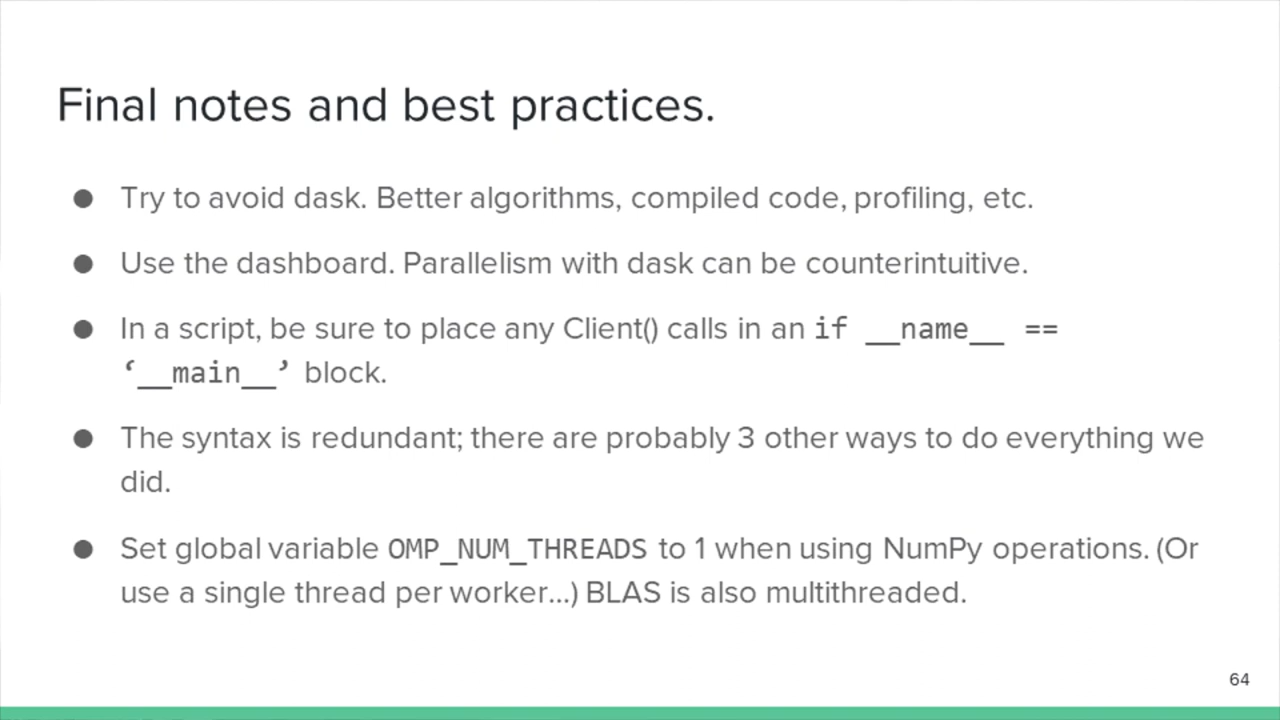 Final notes and best practices.
● Try to avoid dask. Better algorithms, compiled code, profiling, etc.
● Use the dashboard. Parallelism with dask can be counterintuitive.
● In a script, be sure to place any Client() calls in an if __name__ ==
‘__main__’ block.
● The syntax is redundant; there are probably 3 other ways to do everything we
did.
● Set global variable OMP_NUM_THREADS to 1 when using NumPy operations. (Or
use a single thread per worker...) BLAS is also multithreaded.
64